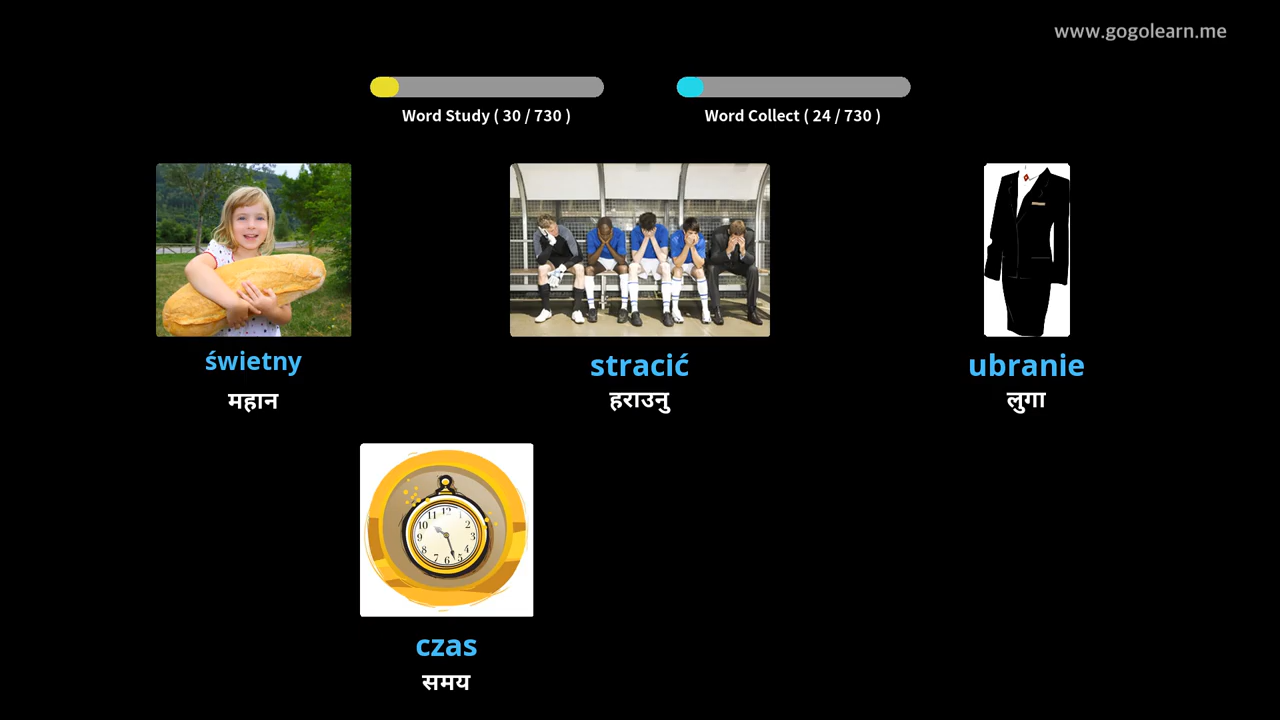 www.gogolearn.me
Word Study ( 30 / 730 )
Word Collect ( 24 / 730 )
świetny
महान
stracić
हराउनु
ubranie
लुगा
czas
समय